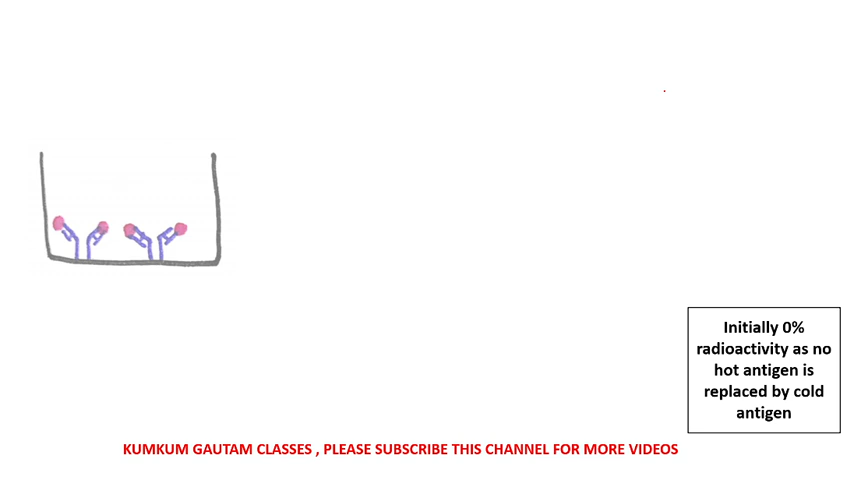 Initially 0%
radioactivity as no
hot antigen is
replaced by cold
antigen
KUMKUM GAUTAM CLASSES , PLEASE SUBSCRIBE THIS CHANNEL FOR MORE VIDEOS